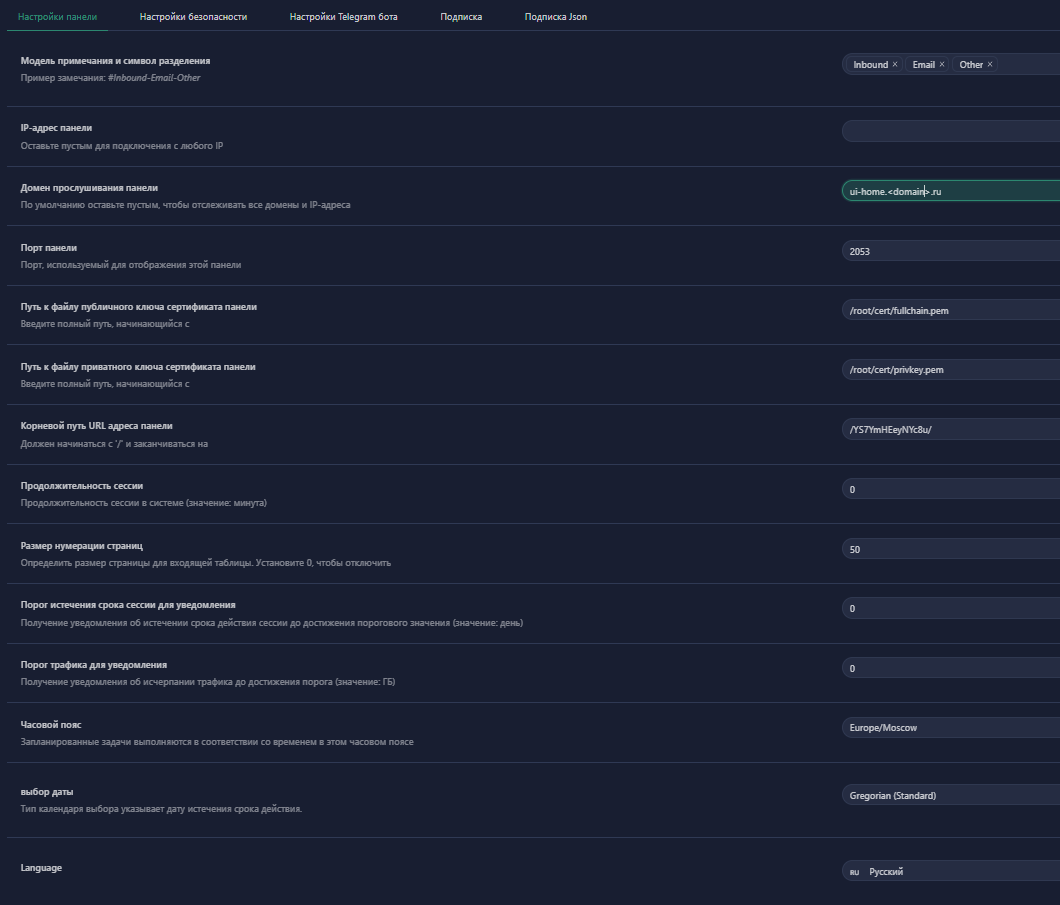 Настройки панели
Настройки безопасности
Настройки Telegram бота
Подписка
Подписка Json
Модель примечания и символ разделения
Пример замечания: #Inbound-Email-Other
Inbound ×
Email ×
Other ×
IP-адрес панели
Оставьте пустым для подключения с любого IP
Домен прослушивания панели
По умолчанию оставьте пустым, чтобы отслеживать все домены и IP-адреса
ui-home.<domain>.ru
Порт панели
Порт, используемый для отображения этой панели
2053
Путь к файлу публичного ключа сертификата панели
Введите полный путь, начинающийся с
/root/cert/fullchain.pem
Путь к файлу приватного ключа сертификата панели
Введите полный путь, начинающийся с
/root/cert/privkey.pem
Корневой путь URL адреса панели
Должен начинаться с '/' и заканчиваться на
/YS7YmHEeyNYc8u/
Продолжительность сессии
Продолжительность сессии в системе (значение: минута)
0
Размер нумерации страниц
Определить размер страницы для входящей таблицы. Установите 0, чтобы отключить
50
Порог истечения срока сессии для уведомления
Получение уведомления об истечении срока действия сессии до достижения порогового значения (значение: день)
0
Порог трафика для уведомления
Получение уведомления об исчерпании трафика до достижения порога (значение: ГБ)
0
Часовой пояс
Запланированные задачи выполняются в соответствии со временем в этом часовом поясе
Europe/Moscow
выбор даты
Тип календаря выбора указывает дату истечения срока действия.
Gregorian (Standard)
Language
RU Русский